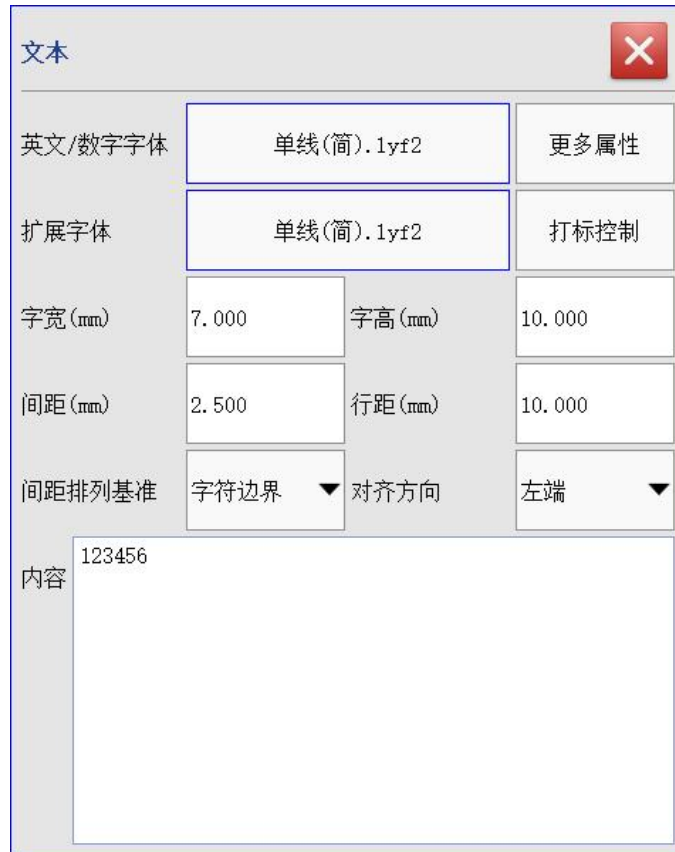 文本
英文/数字字体 单线(简).1yf2 更多属性
扩展字体 单线(简).1yf2 打标控制
字宽(mm) 7.000 字高(mm) 10.000
间距(mm) 2.500 行距(mm) 10.000
间距排列基准 字符边界 对齐方向 左端
内容 123456